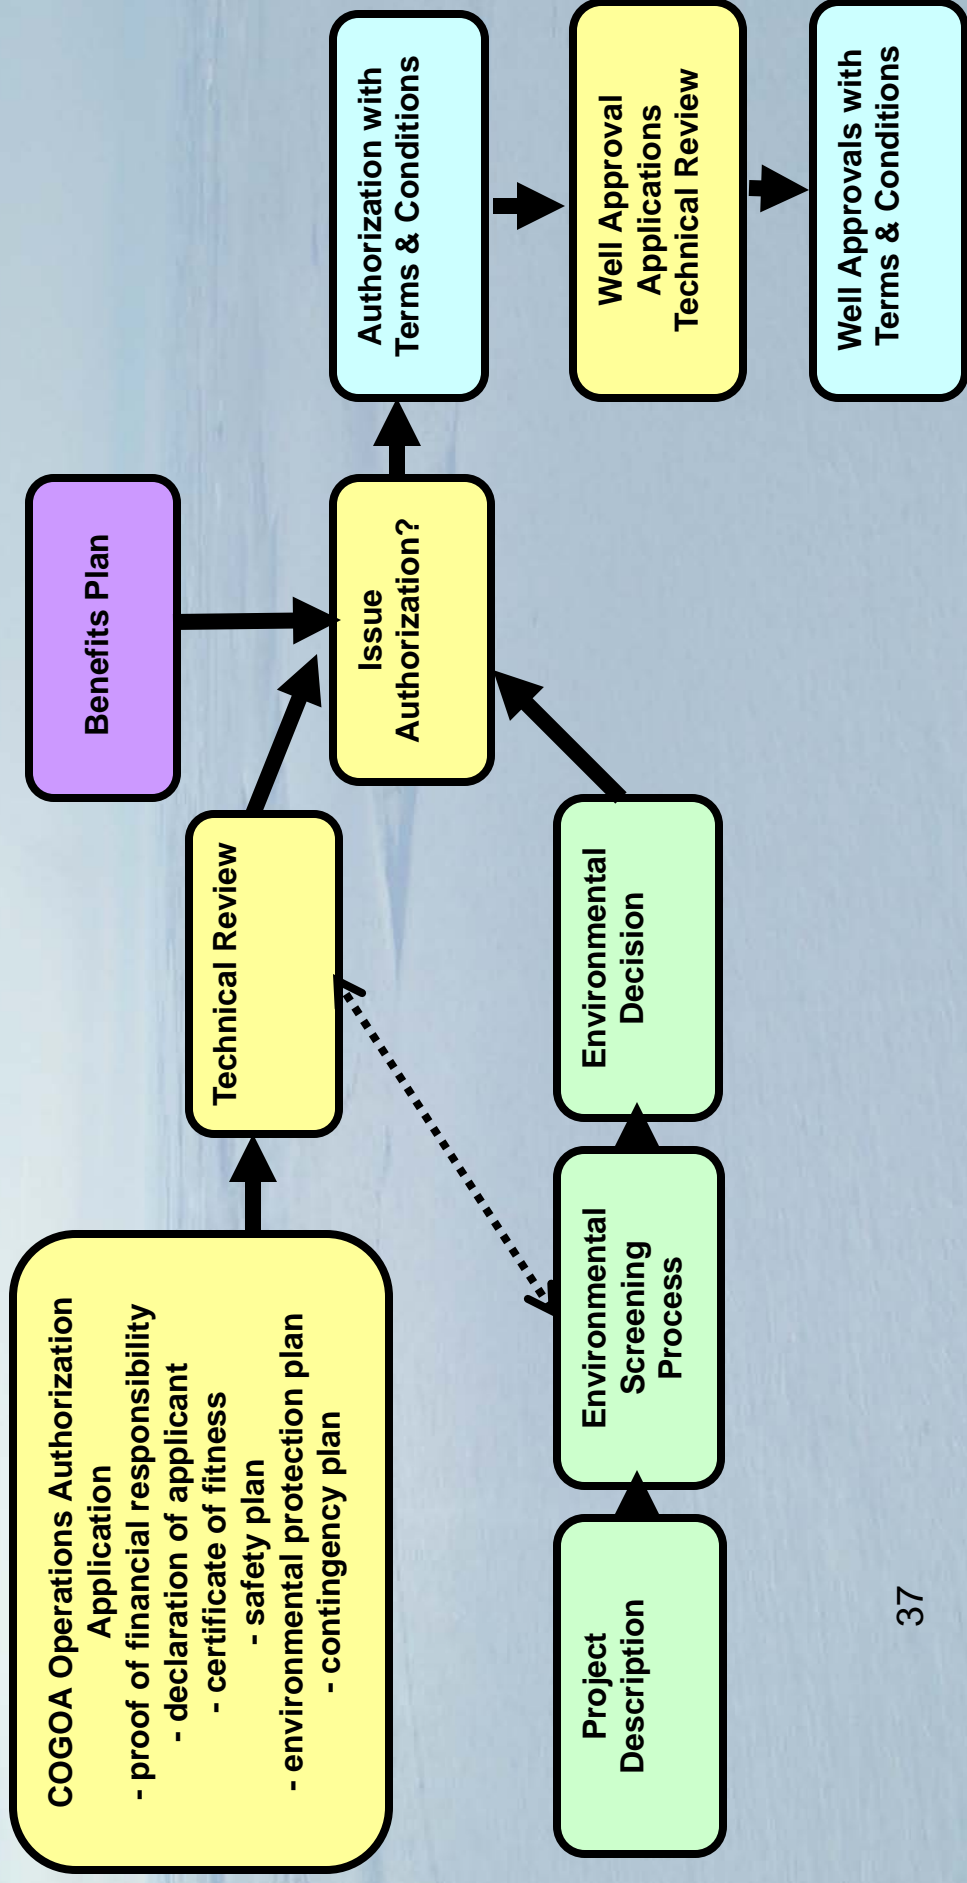 COGOA Operations Authorization
Application
- proof of financial responsibility
- declaration of applicant
- certificate of fitness
- safety plan
- environmental protection plan
- contingency plan
Technical Review
Benefits Plan
Issue
Authorization?
Authorization with
Terms & Conditions
Well Approval
Applications
Technical Review
Well Approvals with
Terms & Conditions
Project
Description
Environmental
Screening
Process
Environmental
Decision
37